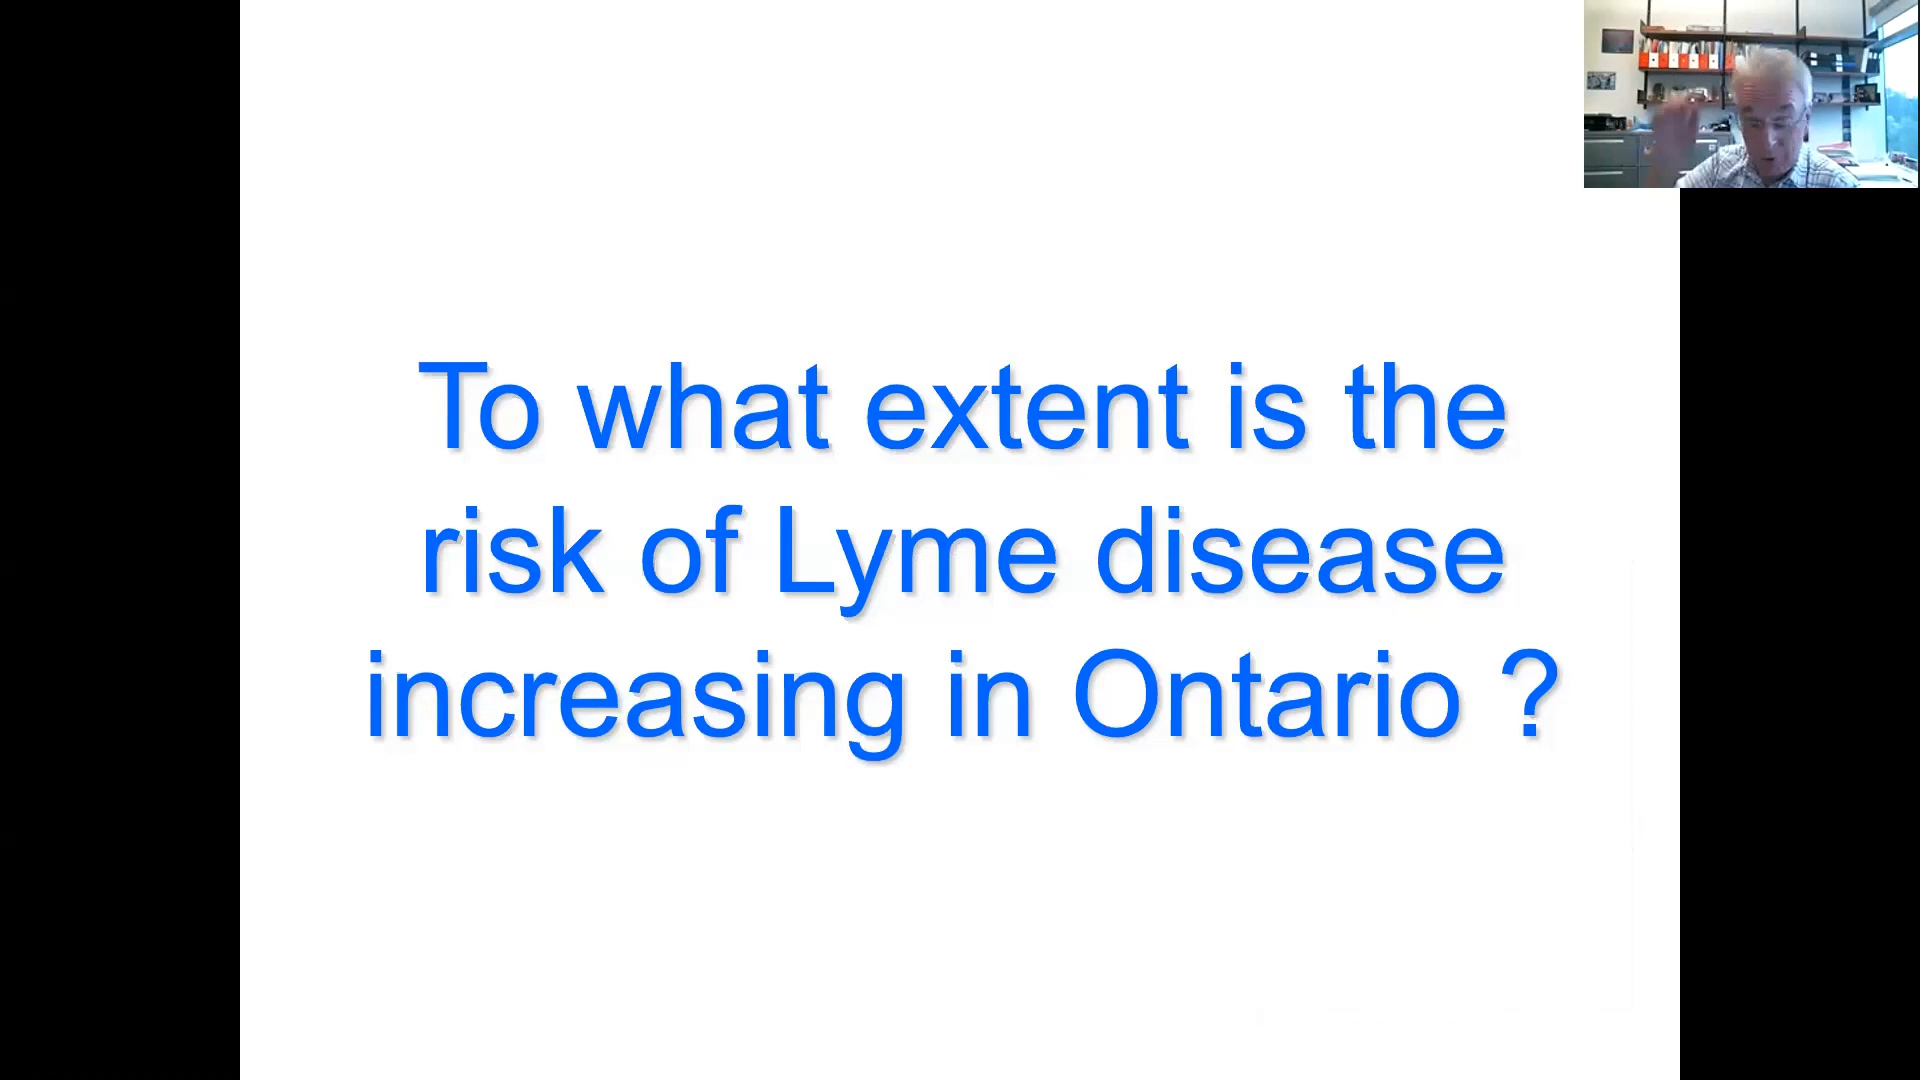 To what extent is the
risk of Lyme disease
increasing in Ontario ?